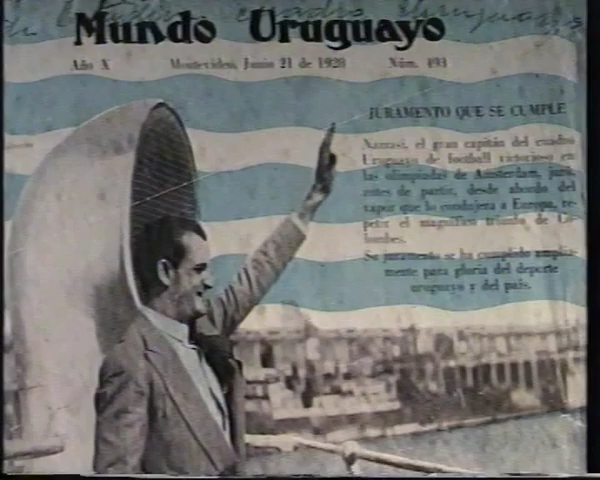 Mundo Uruguayo
Año X Montevideo, Junio 21 de 1928 Núm. 493
JURAMENTO QUE SE CUMPLE
Nazzasi, el gran capitán del cuadro
Uruguayo de football victorioso en
las olimpiadas de Amsterdam, jura,
antes de partir, desde abordo del
vapor que lo condujera a Europa, re-
petir el magnífico triunfo de Co-
lombes.
Su juramento se ha cumplido amplia-
mente para gloria del deporte
uruguayo y del país.